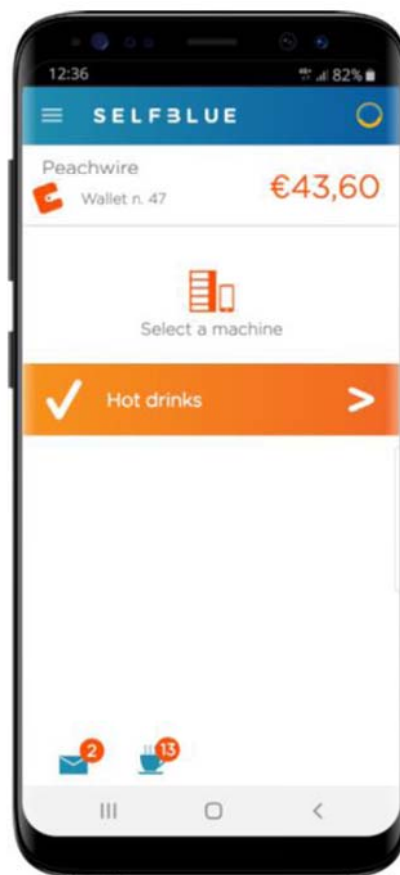 12:36 82%
SELFBLUE
Peachwire
Wallet n. 47
€43,60
Select a machine
Hot drinks
2 13